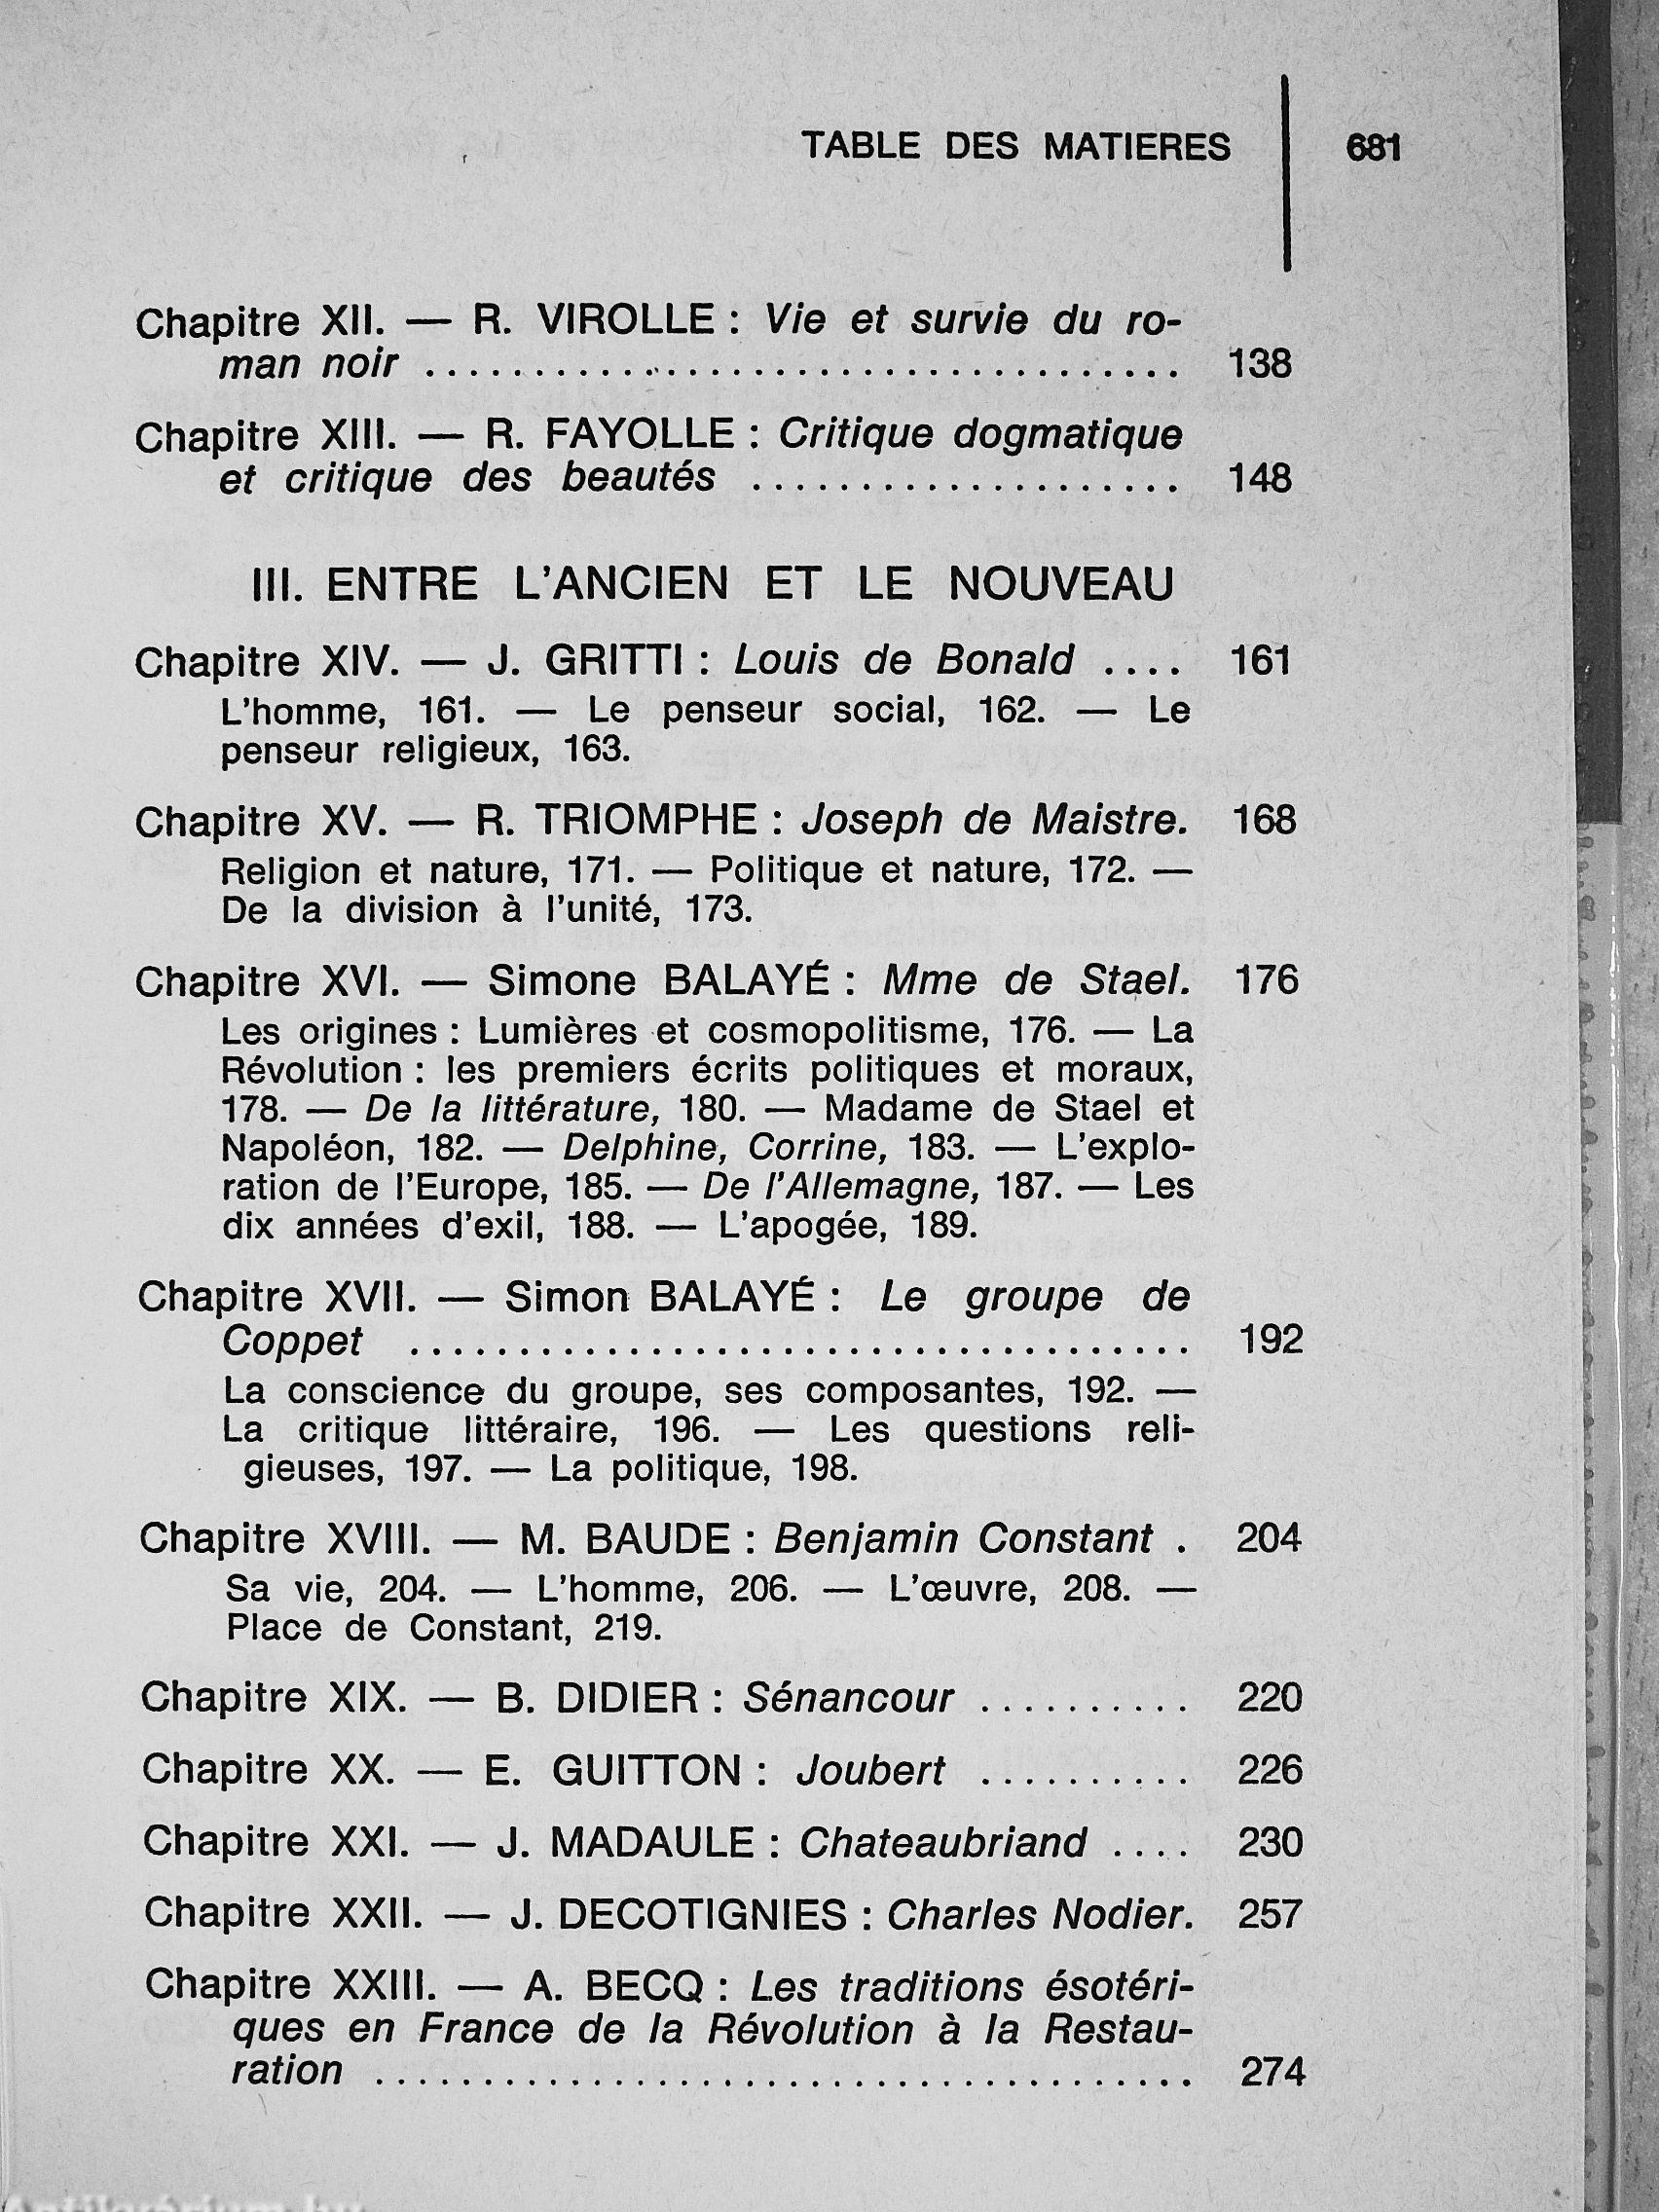 TABLE DES MATIERES 681
Chapitre XII. — R. VIROLLE : Vie et survie du ro-
man noir .................................... 138
Chapitre XIII. — R. FAYOLLE : Critique dogmatique
et critique des beautés .................... 148
III. ENTRE L'ANCIEN ET LE NOUVEAU
Chapitre XIV. — J. GRITTI : Louis de Bonald .... 161
L'homme, 161. — Le penseur social, 162. — Le
penseur religieux, 163.
Chapitre XV. — R. TRIOMPHE : Joseph de Maistre. 168
Religion et nature, 171. — Politique et nature, 172. —
De la division à l'unité, 173.
Chapitre XVI. — Simone BALAYÉ : Mme de Stael. 176
Les origines : Lumières et cosmopolitisme, 176. — La
Révolution : les premiers écrits politiques et moraux,
178. — De la littérature, 180. — Madame de Stael et
Napoléon, 182. — Delphine, Corrine, 183. — L'explo-
ration de l'Europe, 185. — De l'Allemagne, 187. — Les
dix années d'exil, 188. — L'apogée, 189.
Chapitre XVII. — Simon BALAYÉ : Le groupe de
Coppet ..................................... 192
La conscience du groupe, ses composantes, 192. —
La critique littéraire, 196. — Les questions reli-
gieuses, 197. — La politique, 198.
Chapitre XVIII. — M. BAUDE : Benjamin Constant . 204
Sa vie, 204. — L'homme, 206. — L'œuvre, 208. —
Place de Constant, 219.
Chapitre XIX. — B. DIDIER : Sénancour .......... 220
Chapitre XX. — E. GUITTON : Joubert .......... 226
Chapitre XXI. — J. MADAULE : Chateaubriand .... 230
Chapitre XXII. — J. DECOTIGNIES : Charles Nodier. 257
Chapitre XXIII. — A. BECQ : Les traditions ésotéri-
ques en France de la Révolution à la Restau-
ration ....................................... 274